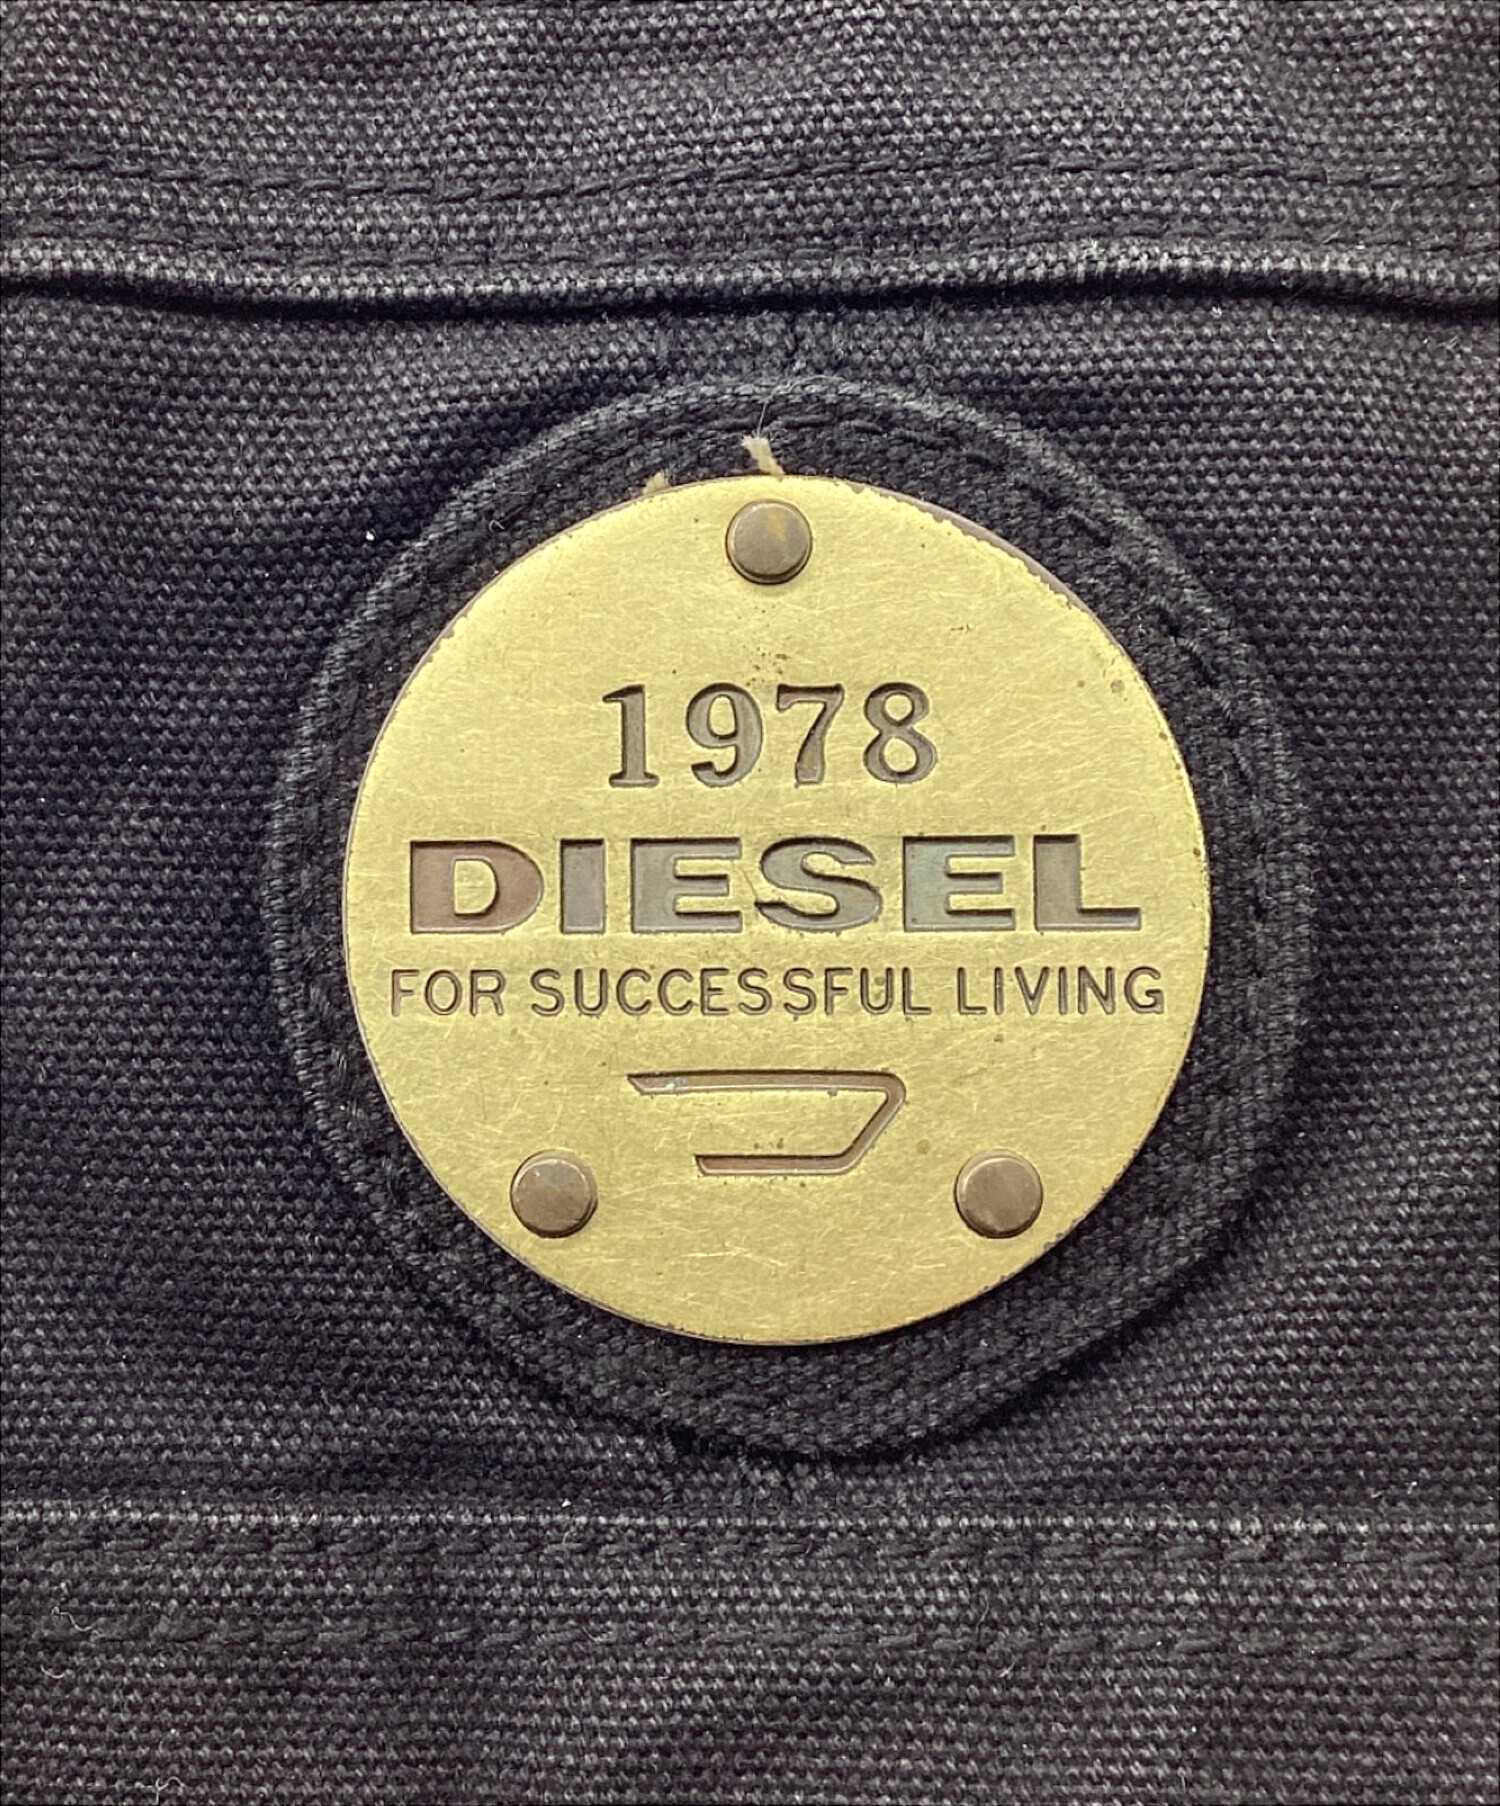 1978
DIESEL
FOR SUCCESSFUL LIVING